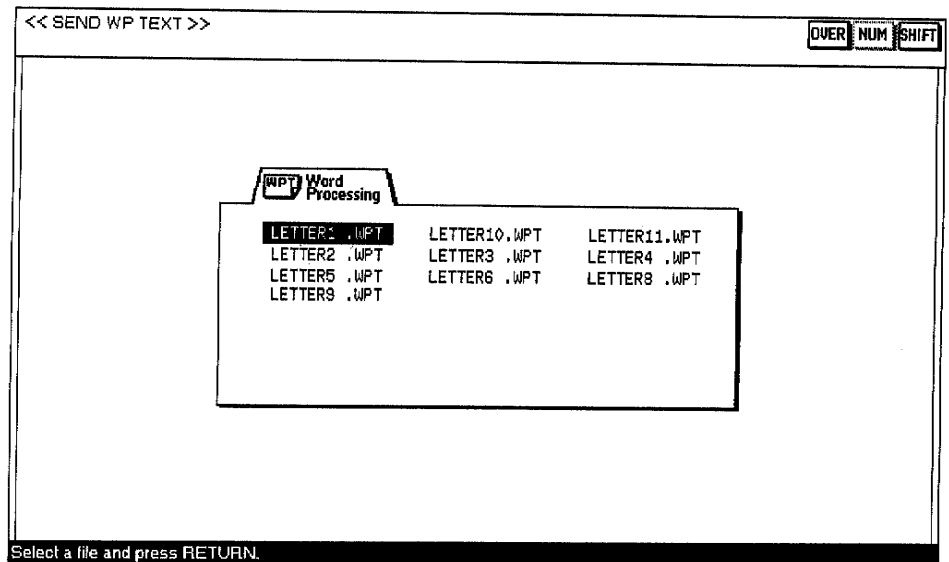 << SEND WP TEXT >>
OVER NUM SHIFT
WPT Word
Processing
LETTER1 .WPT LETTER10.WPT LETTER11.WPT
LETTER2 .WPT LETTER3 .WPT LETTER4 .WPT
LETTER5 .WPT LETTER6 .WPT LETTER8 .WPT
LETTER9 .WPT
Select a file and press RETURN.